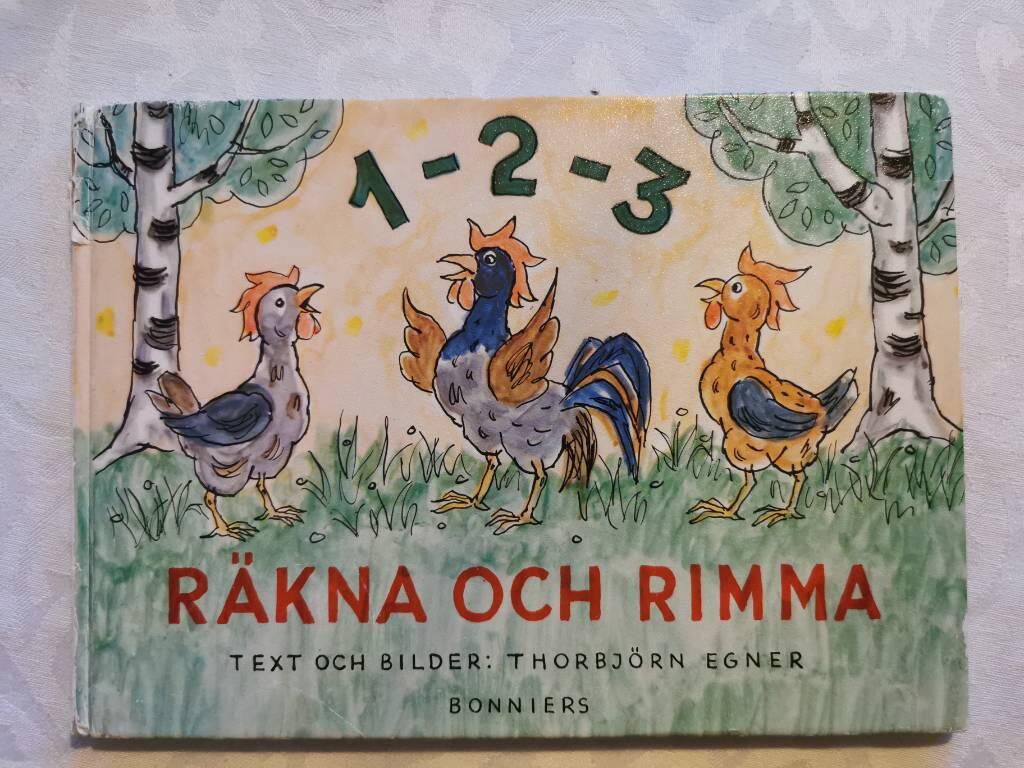 1-2-3
RÄKNA OCH RIMMA
TEXT OCH BILDER: THORBJÖRN EGNER
BONNIERS